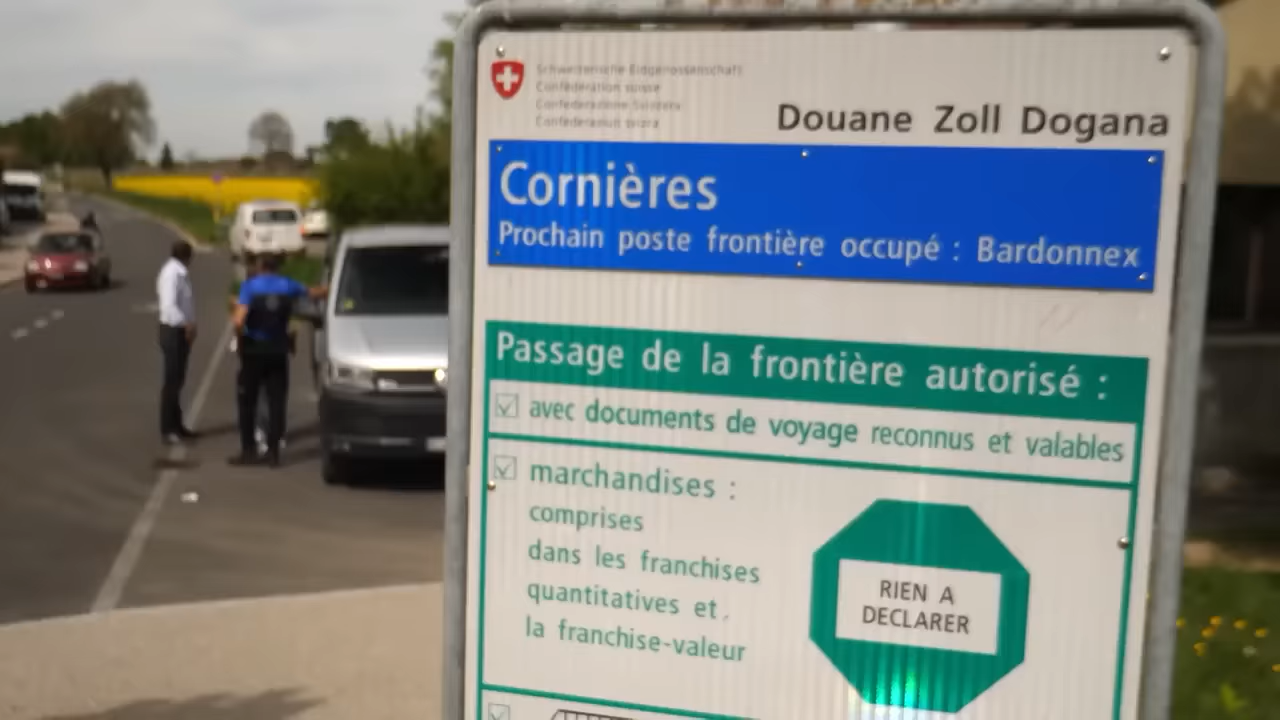 Schweizerische Eidgenossenschaft
Confédération suisse
Confederazione Svizzera
Confederaziun svizra
Douane Zoll Dogana
Cornières
Prochain poste frontière occupé : Bardonnex
Passage de la frontière autorisé :
avec documents de voyage reconnus et valables
marchandises :
comprises
dans les franchises
quantitatives et
la franchise-valeur
RIEN A
DECLARER